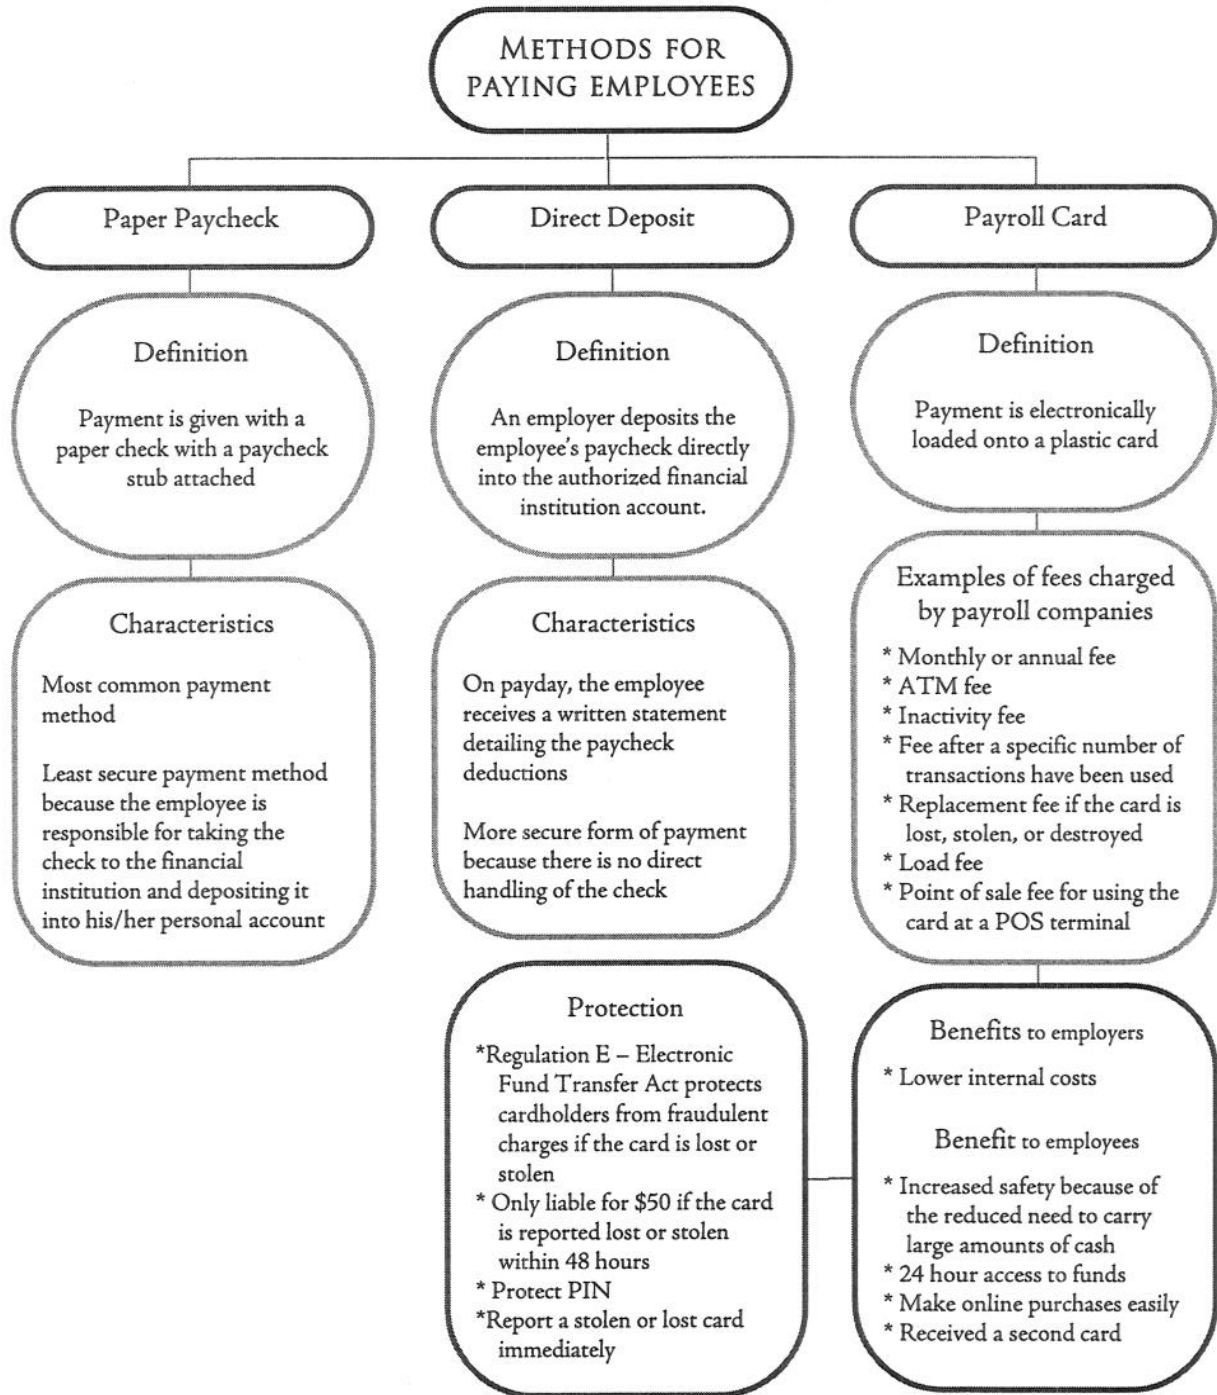 METHODS FOR
PAYING EMPLOYEES
Paper Paycheck
Definition
Payment is given with a
paper check with a paycheck
stub attached
Characteristics
Most common payment
method
Least secure payment method
because the employee is
responsible for taking the
check to the financial
institution and depositing it
into his/her personal account
Direct Deposit
Definition
An employer deposits the
employee's paycheck directly
into the authorized financial
institution account.
Characteristics
On payday, the employee
receives a written statement
detailing the paycheck
deductions
More secure form of payment
because there is no direct
handling of the check
Payroll Card
Definition
Payment is electronically
loaded onto a plastic card
Examples of fees charged
by payroll companies
* Monthly or annual fee
* ATM fee
* Inactivity fee
* Fee after a specific number of
transactions have been used
* Replacement fee if the card is
lost, stolen, or destroyed
* Load fee
* Point of sale fee for using the
card at a POS terminal
Benefits to employers
* Lower internal costs
Benefit to employees
* Increased safety because of
the reduced need to carry
large amounts of cash
* 24 hour access to funds
* Make online purchases easily
* Received a second card
Protection
*Regulation E – Electronic
Fund Transfer Act protects
cardholders from fraudulent
charges if the card is lost or
stolen
* Only liable for $50 if the card
is reported lost or stolen
within 48 hours
* Protect PIN
*Report a stolen or lost card
immediately